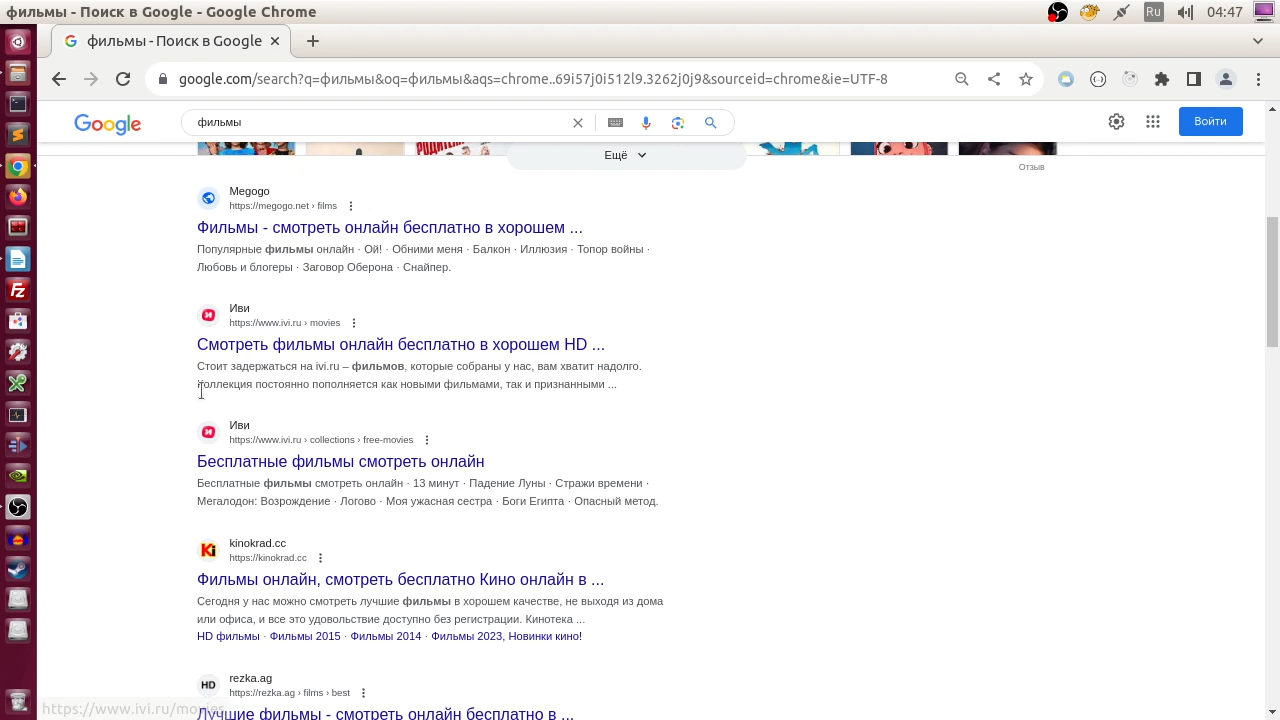 фильмы - Поиск в Google - Google Chrome
Ru
04:47
фильмы - Поиск в Google
google.com/search?q=фильмы&oq=фильмы&aqs=chrome..69i57j0i512l9.3262j0j9&sourceid=chrome&ie=UTF-8
Google
фильмы
Войти
Ещё
Отзыв
Megogo
https://megogo.net › films
Фильмы - смотреть онлайн бесплатно в хорошем ...
Популярные фильмы онлайн · Ой! · Обними меня · Балкон · Иллюзия · Топор войны ·
Любовь и блогеры · Заговор Оберона · Снайпер.
Иви
https://www.ivi.ru › movies
Смотреть фильмы онлайн бесплатно в хорошем HD ...
Стоит задержаться на ivi.ru – фильмов, которые собраны у нас, вам хватит надолго.
Коллекция постоянно пополняется как новыми фильмами, так и признанными ...
Иви
https://www.ivi.ru › collections › free-movies
Бесплатные фильмы смотреть онлайн
Бесплатные фильмы смотреть онлайн · 13 минут · Падение Луны · Стражи времени ·
Мегалодон: Возрождение · Логово · Моя ужасная сестра · Боги Египта · Опасный метод.
Ki
kinokrad.cc
https://kinokrad.cc
Фильмы онлайн, смотреть бесплатно Кино онлайн в ...
Сегодня у нас можно смотреть лучшие фильмы в хорошем качестве, не выходя из дома
или офиса, и все это удовольствие доступно без регистрации. Кинотека ...
HD фильмы · Фильмы 2015 · Фильмы 2014 · Фильмы 2023, Новинки кино!
HD
rezka.ag
https://rezka.ag › films › best
Лучшие фильмы - смотреть онлайн бесплатно в ...
https://www.ivi.ru/movies